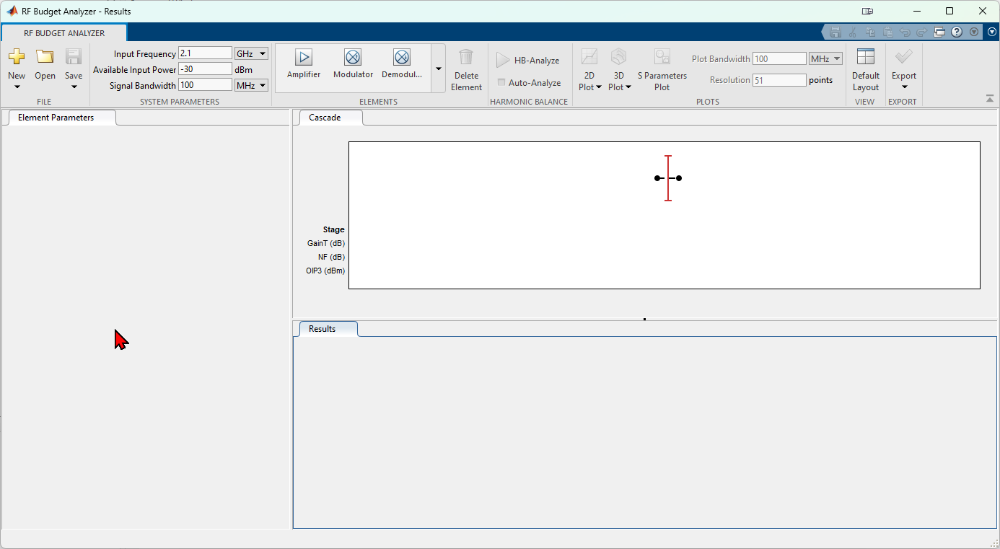 RF Budget Analyzer - Results
RF BUDGET ANALYZER
New
Open
Save
FILE
Input Frequency 2.1 GHz
Available Input Power -30 dBm
Signal Bandwidth 100 MHz
SYSTEM PARAMETERS
Amplifier
Modulator
Demodul...
Delete
Element
ELEMENTS
HB-Analyze
Auto-Analyze
HARMONIC BALANCE
2D
Plot
3D
Plot
S Parameters
Plot
Plot Bandwidth 100 MHz
Resolution 51 points
PLOTS
Default
Layout
VIEW
Export
EXPORT
Element Parameters
Cascade
Stage
GainT (dB)
NF (dB)
OIP3 (dBm)
Results